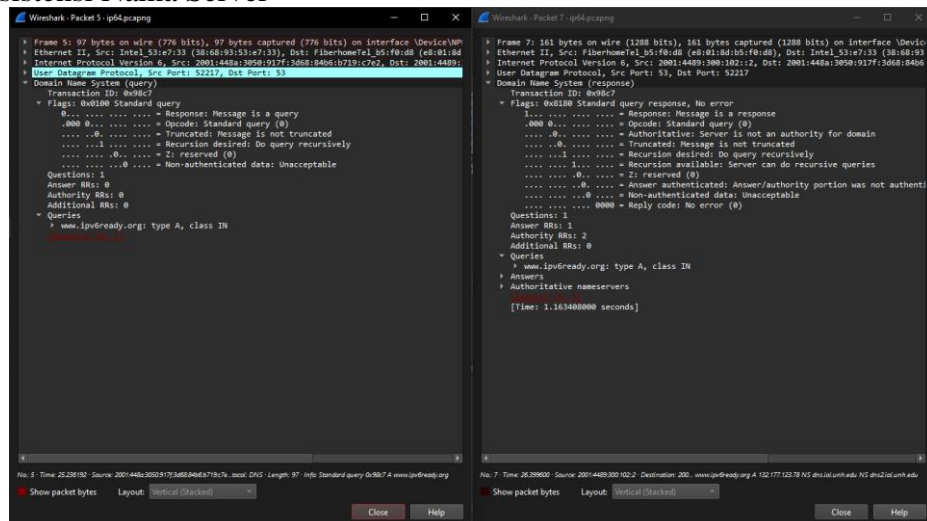 sistensi Nama Server
Wireshark · Packet 5 · ip64.pcapng
Frame 5: 97 bytes on wire (776 bits), 97 bytes captured (776 bits) on interface \Device\NP
Ethernet II, Src: Intel_53:e7:33 (38:68:93:53:e7:33), Dst: FiberhomeTel_b5:f0:d8 (e8:01:8d
Internet Protocol Version 6, Src: 2001:448a:3050:917f:3d68:84b6:b719:c7e2, Dst: 2001:4489:
User Datagram Protocol, Src Port: 52217, Dst Port: 53
Domain Name System (query)
Transaction ID: 0x98c7
Flags: 0x0100 Standard query
0... .... .... .... = Response: Message is a query
.000 0... .... .... = Opcode: Standard query (0)
.... ..0. .... .... = Truncated: Message is not truncated
.... ...1 .... .... = Recursion desired: Do query recursively
.... .... .0.. .... = Z: reserved (0)
.... .... ...0 .... = Non-authenticated data: Unacceptable
Questions: 1
Answer RRs: 0
Authority RRs: 0
Additional RRs: 0
Queries
www.ipv6ready.org: type A, class IN
No.: 5 · Time: 25.236192 · Source: 2001:448a:3050:917f:3d68:84b6:b719:c7e...tocol: DNS · Length: 97 · Info: Standard query 0x98c7 A www.ipv6ready.org
Show packet bytes Layout: Vertical (Stacked)
Close Help
Wireshark · Packet 7 · ip64.pcapng
Frame 7: 161 bytes on wire (1288 bits), 161 bytes captured (1288 bits) on interface \Devic
Ethernet II, Src: FiberhomeTel_b5:f0:d8 (e8:01:8d:b5:f0:d8), Dst: Intel_53:e7:33 (38:68:93
Internet Protocol Version 6, Src: 2001:4489:300:102::2, Dst: 2001:448a:3050:917f:3d68:84b6
User Datagram Protocol, Src Port: 53, Dst Port: 52217
Domain Name System (response)
Transaction ID: 0x98c7
Flags: 0x8180 Standard query response, No error
1... .... .... .... = Response: Message is a response
.000 0... .... .... = Opcode: Standard query (0)
.... .0.. .... .... = Authoritative: Server is not an authority for domain
.... ..0. .... .... = Truncated: Message is not truncated
.... ...1 .... .... = Recursion desired: Do query recursively
.... .... 1... .... = Recursion available: Server can do recursive queries
.... .... .0.. .... = Z: reserved (0)
.... .... ..0. .... = Answer authenticated: Answer/authority portion was not authenti
.... .... ...0 .... = Non-authenticated data: Unacceptable
.... .... .... 0000 = Reply code: No error (0)
Questions: 1
Answer RRs: 1
Authority RRs: 2
Additional RRs: 0
Queries
www.ipv6ready.org: type A, class IN
Answers
Authoritative nameservers
[Time: 1.163408000 seconds]
No.: 7 · Time: 26.399600 · Source: 2001:4489:300:102::2 · Destination: 200... www.ipv6ready.org A 132.177.123.78 NS dns.iol.unh.edu NS dns2.iol.unh.edu
Show packet bytes Layout: Vertical (Stacked)
Close Help